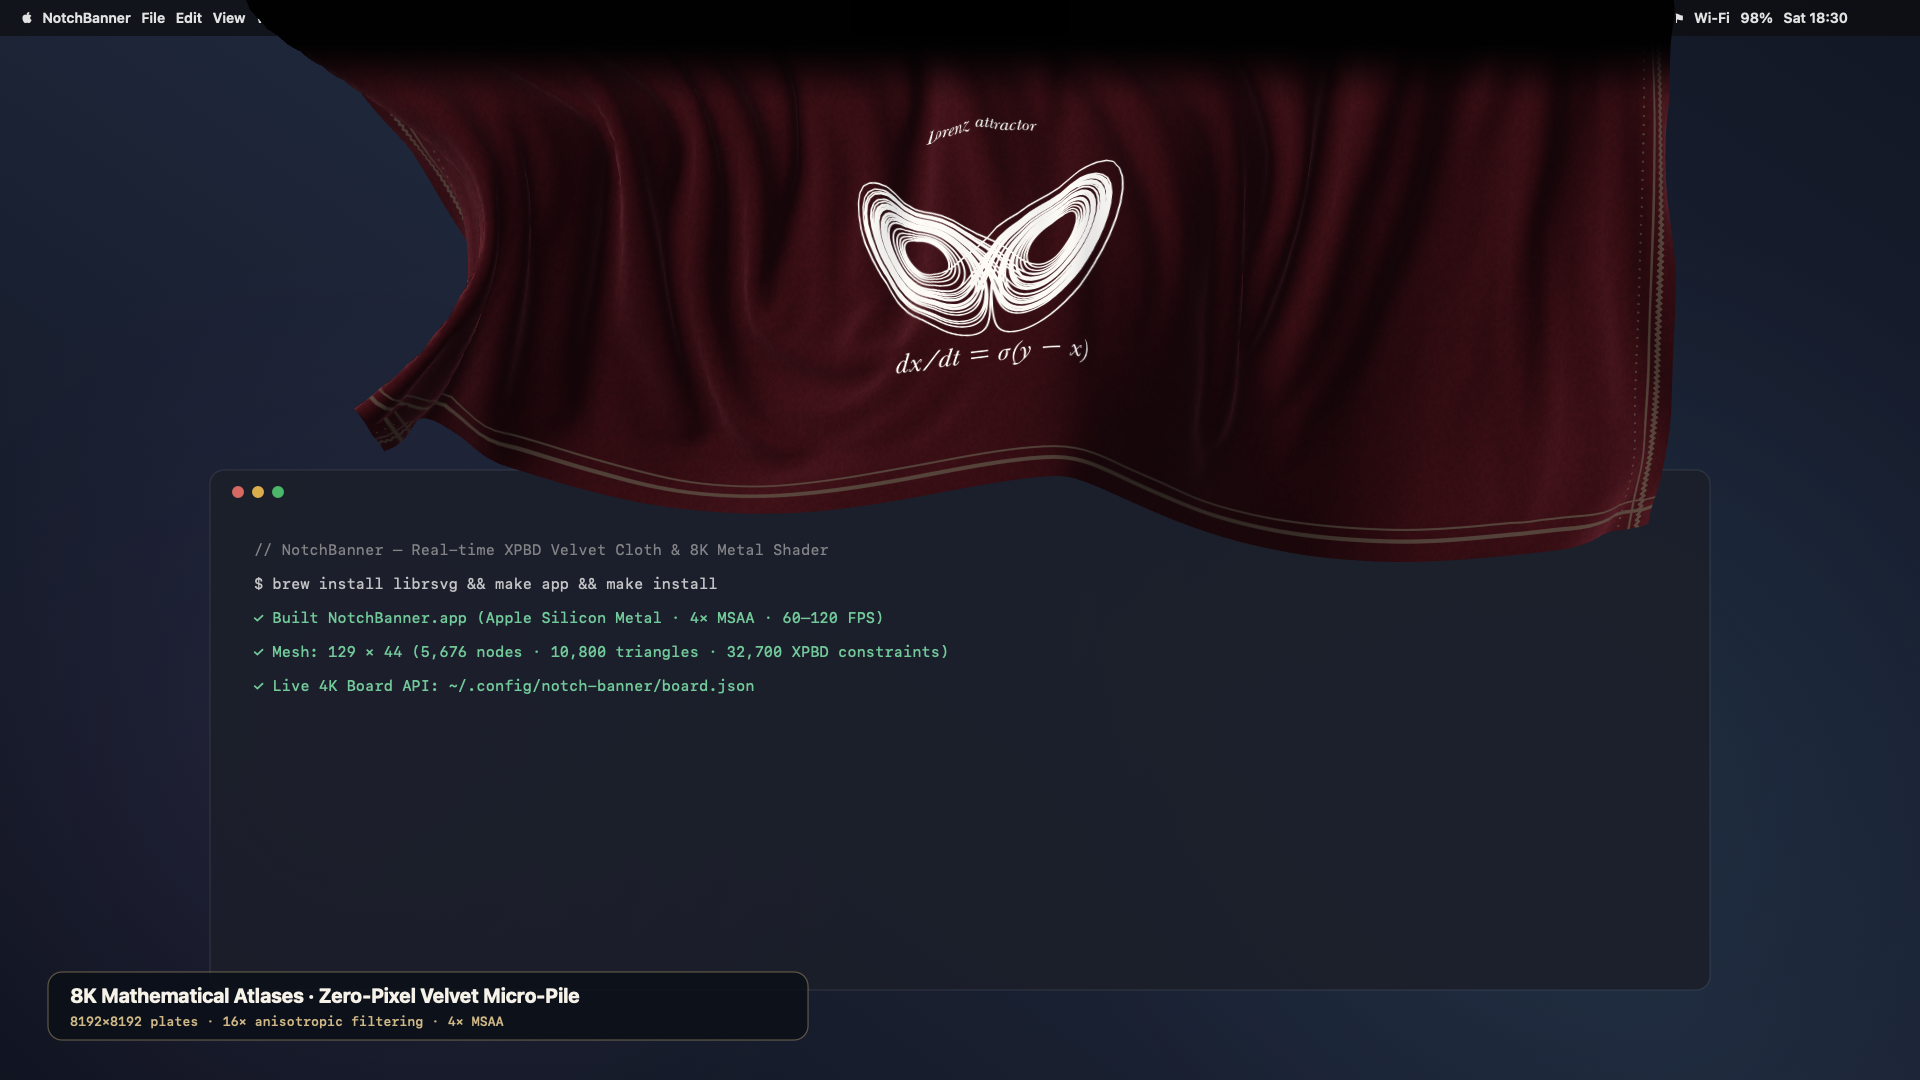 NotchBanner File Edit View
Wi-Fi 98% Sat 18:30
Lorenz attractor
dx/dt = σ(y − x)
// NotchBanner — Real-time XPBD Velvet Cloth & 8K Metal Shader
$ brew install librsvg && make app && make install
✓ Built NotchBanner.app (Apple Silicon Metal · 4× MSAA · 60–120 FPS)
✓ Mesh: 129 × 44 (5,676 nodes · 10,800 triangles · 32,700 XPBD constraints)
✓ Live 4K Board API: ~/.config/notch-banner/board.json
8K Mathematical Atlases · Zero-Pixel Velvet Micro-Pile
8192×8192 plates · 16× anisotropic filtering · 4× MSAA